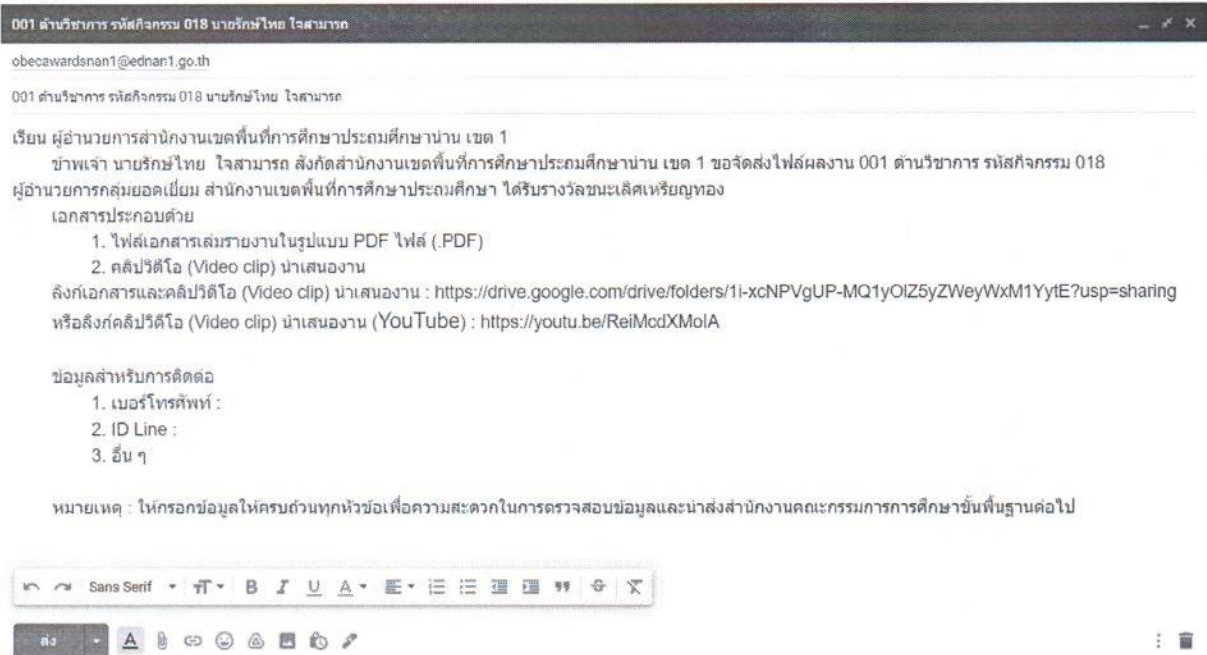 001 ด้านวิชาการ รหัสกิจกรรม 018 นายรักษ์ไทย ใจสามารถ
obecawardsnan1@ednan1.go.th
001 ด้านวิชาการ รหัสกิจกรรม 018 นายรักษ์ไทย ใจสามารถ
เรียน ผู้อำนวยการสำนักงานเขตพื้นที่การศึกษาประถมศึกษาน่าน เขต 1
ข้าพเจ้า นายรักษ์ไทย ใจสามารถ สังกัดสำนักงานเขตพื้นที่การศึกษาประถมศึกษาน่าน เขต 1 ขอจัดส่งไฟล์ผลงาน 001 ด้านวิชาการ รหัสกิจกรรม 018
ผู้อำนวยการกลุ่มยอดเยี่ยม สำนักงานเขตพื้นที่การศึกษาประถมศึกษา ได้รับรางวัลชนะเลิศเหรียญทอง
เอกสารประกอบด้วย
1. ไฟล์เอกสารเล่มรายงานในรูปแบบ PDF ไฟล์ (.PDF)
2. คลิปวิดีโอ (Video clip) นำเสนองาน
ลิงก์เอกสารและคลิปวิดีโอ (Video clip) นำเสนองาน : https://drive.google.com/drive/folders/1i-xcNPVgUP-MQ1yOlZ5yZWeyWxM1YytE?usp=sharing
หรือลิงก์คลิปวิดีโอ (Video clip) นำเสนองาน (YouTube) : https://youtu.be/ReiMcdXMolA
ข้อมูลสำหรับการติดต่อ
1. เบอร์โทรศัพท์ :
2. ID Line :
3. อื่น ๆ
หมายเหตุ : ให้กรอกข้อมูลให้ครบถ้วนทุกหัวข้อเพื่อความสะดวกในการตรวจสอบข้อมูลและนำส่งสำนักงานคณะกรรมการการศึกษาขั้นพื้นฐานต่อไป
Sans Serif
ส่ง